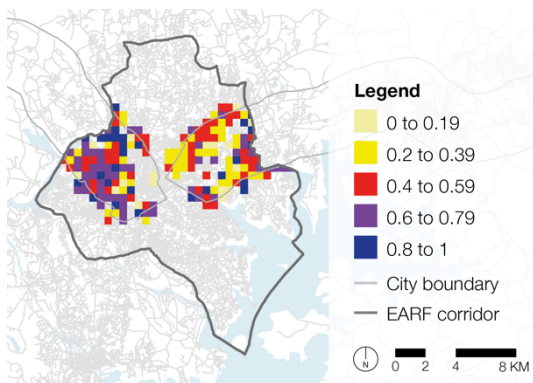 Legend
0 to 0.19
0.2 to 0.39
0.4 to 0.59
0.6 to 0.79
0.8 to 1
City boundary
EARF corridor
N
0 2 4 8 KM